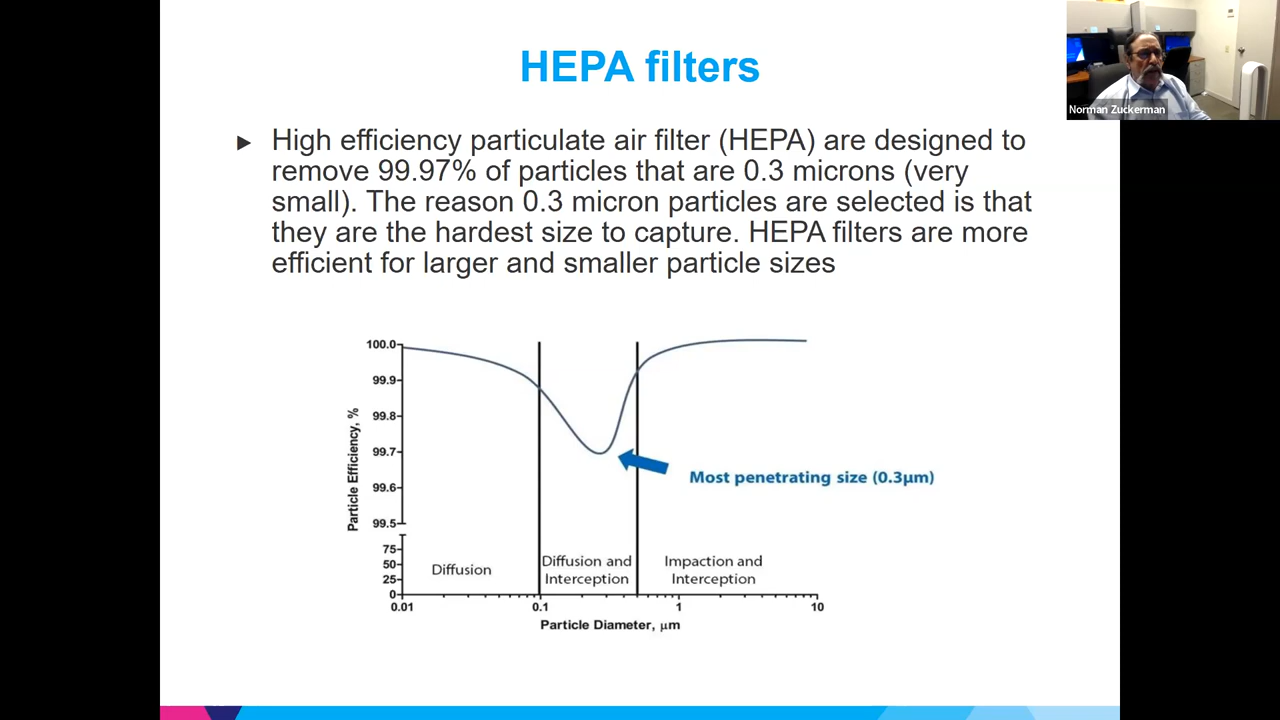 HEPA filters
Norman Zuckerman
High efficiency particulate air filter (HEPA) are designed to
remove 99.97% of particles that are 0.3 microns (very
small). The reason 0.3 micron particles are selected is that
they are the hardest size to capture. HEPA filters are more
efficient for larger and smaller particle sizes
Particle Efficiency, %
100.0
99.9
99.8
99.7
99.6
99.5
75
50
25
0
Most penetrating size (0.3µm)
Diffusion
Diffusion and
Interception
Impaction and
Interception
0.01
0.1
1
10
Particle Diameter, µm